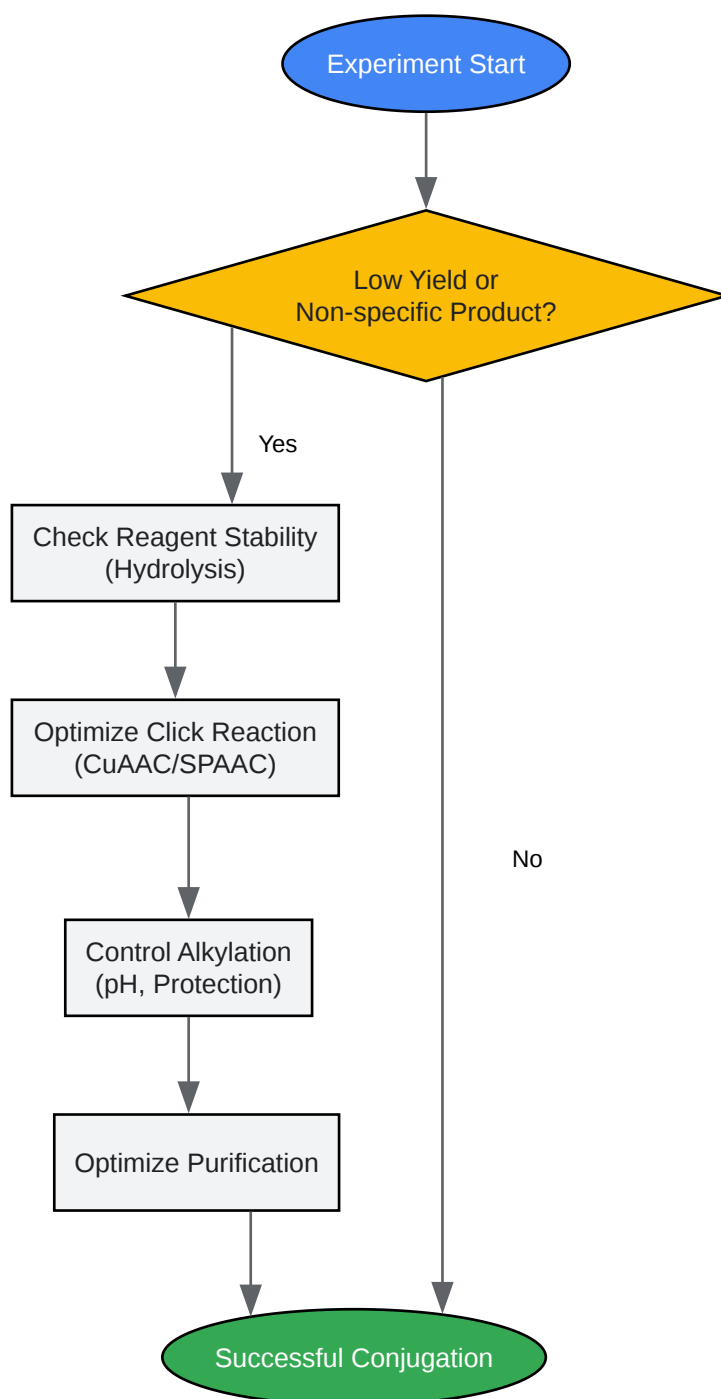 Experiment Start
Low Yield or
Non-specific Product?
Yes
Check Reagent Stability
(Hydrolysis)
Optimize Click Reaction
(CuAAC/SPAAC)
No
Control Alkylation
(pH, Protection)
Optimize Purification
Successful Conjugation